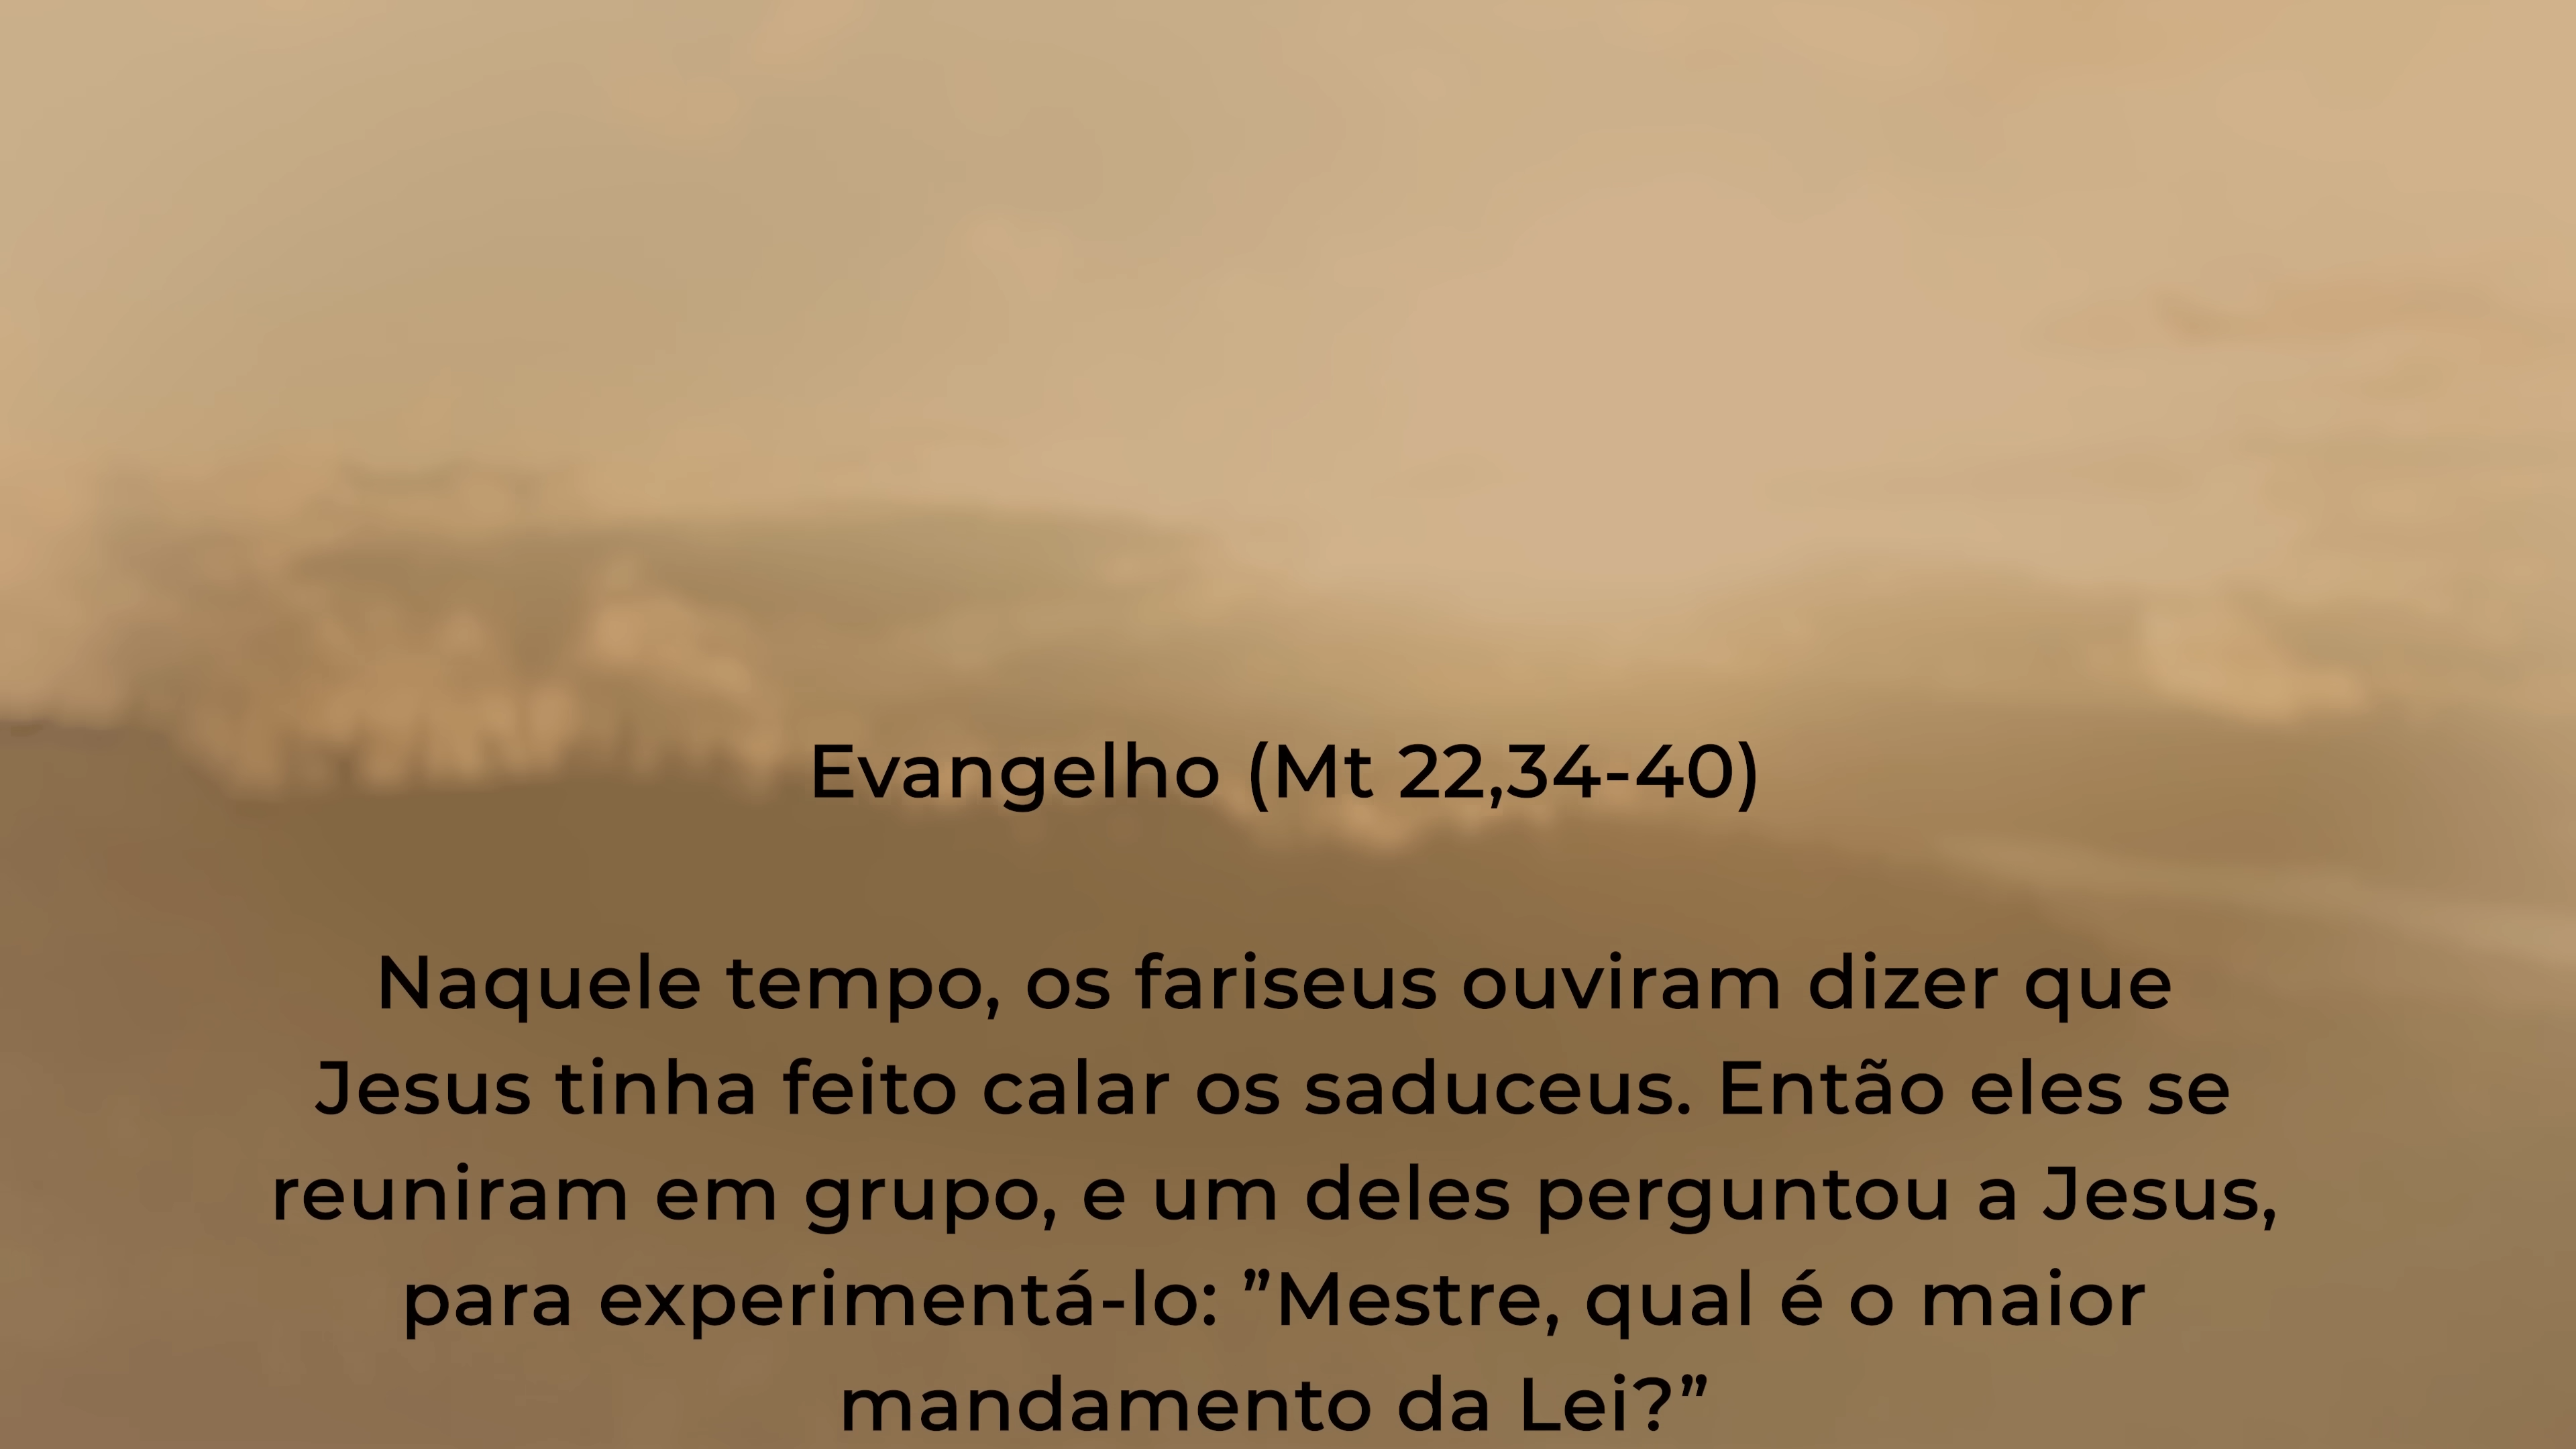 Evangelho (Mt 22,34-40)
Naquele tempo, os fariseus ouviram dizer que
Jesus tinha feito calar os saduceus. Então eles se
reuniram em grupo, e um deles perguntou a Jesus,
para experimentá-lo: ”Mestre, qual é o maior
mandamento da Lei?”